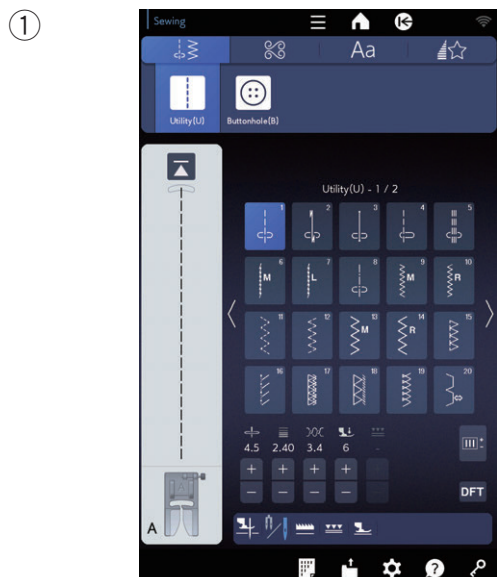 ①
Sewing
Aa
Utility(U) Buttonhole(B)
Utility(U) - 1 / 2
1 2 3 4 5
M 6 L 7 8 M 9 R 10
11 12 M 13 R 14 15
16 17 18 19 20
4.5 2.40 3.4 6 -
+ + + + +
− − − − −
DFT
A
?